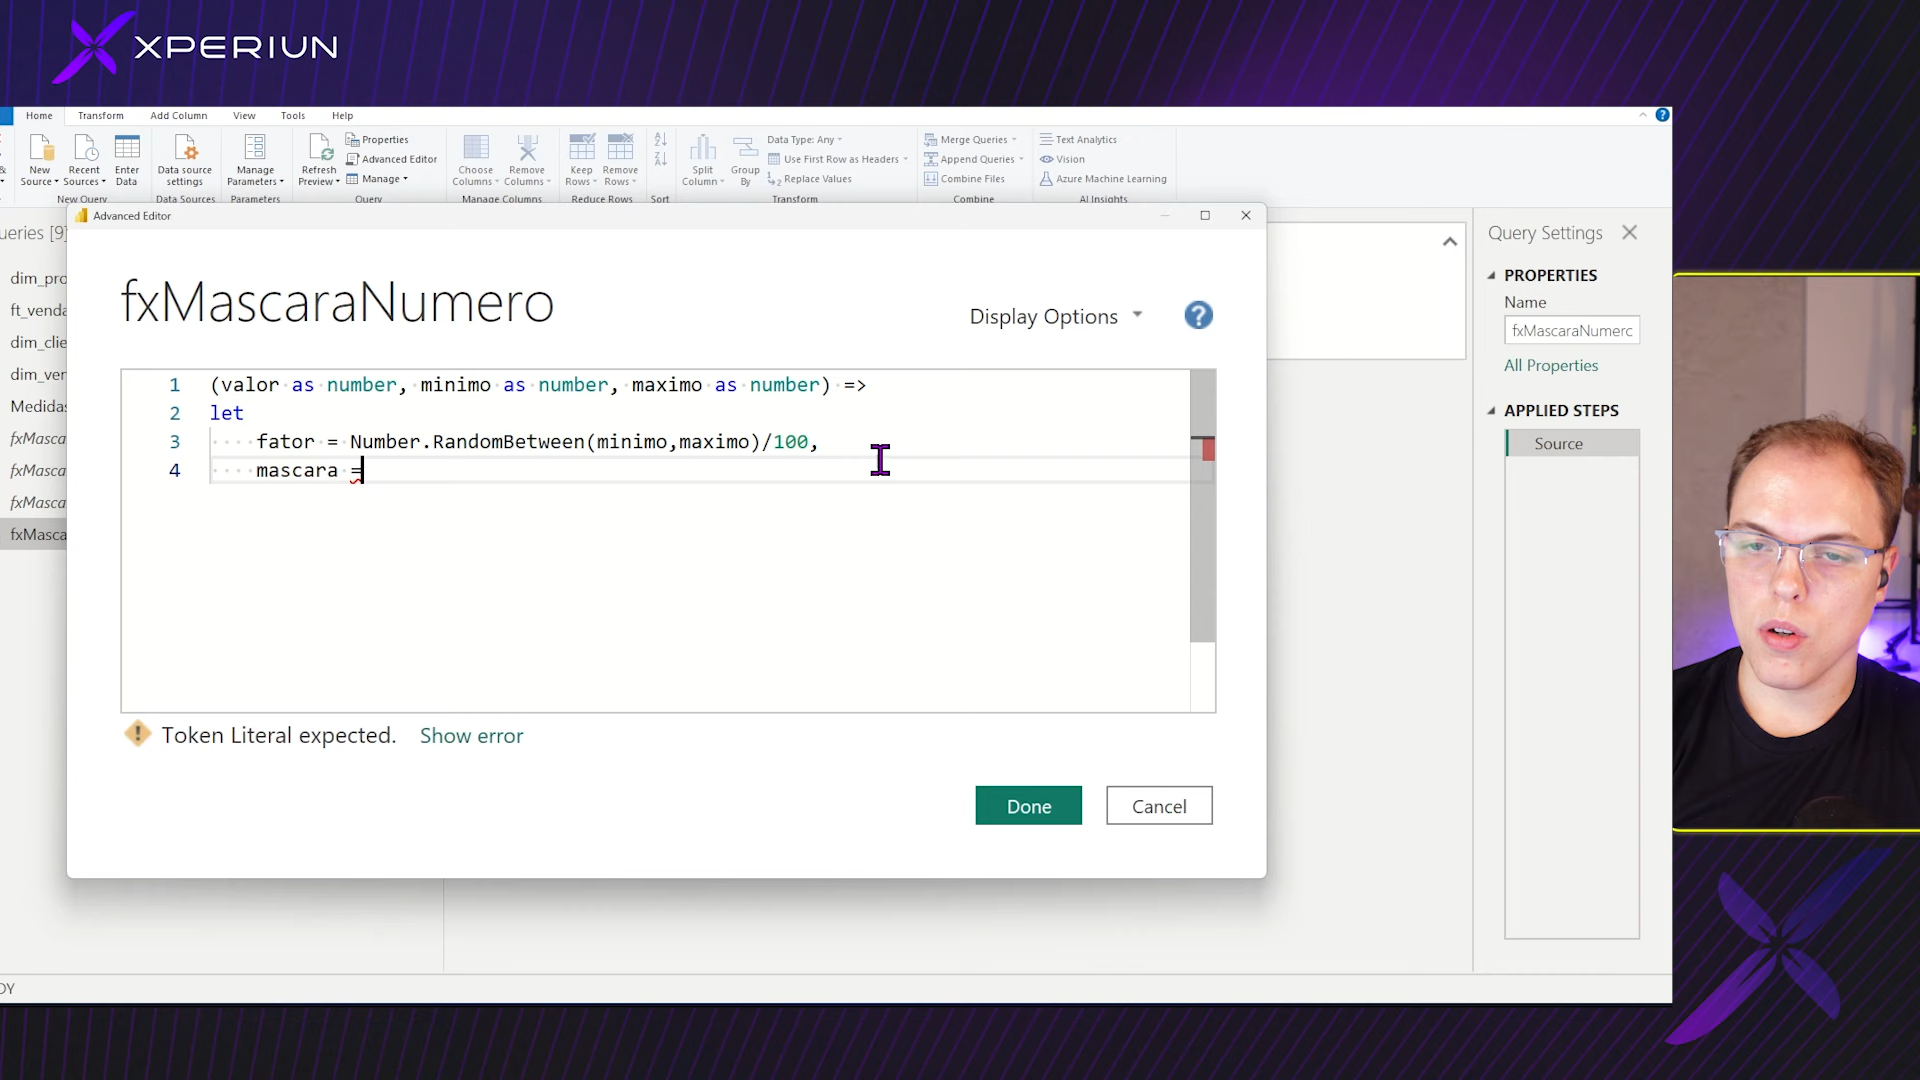 XPERIUN
Home Transform Add Column View Tools Help
New Source
Recent Sources
Enter Data
Data source settings
Manage Parameters
Refresh Preview
Properties
Advanced Editor
Manage
Choose Columns
Remove Columns
Keep Rows
Remove Rows
Split Column
Group By
Data Type: Any
Use First Row as Headers
Replace Values
Merge Queries
Append Queries
Combine Files
Text Analytics
Vision
Azure Machine Learning
New Query Data Sources Parameters Query Manage Columns Reduce Rows Sort Transform Combine AI Insights
ueries [9]
dim_pro
ft_venda
dim_clie
dim_ver
Medidas
fxMasca
fxMasca
fxMasca
fxMasca
Advanced Editor
fxMascaraNumero
Display Options
1 (valor as number, minimo as number, maximo as number) =>
2 let
3 fator = Number.RandomBetween(minimo,maximo)/100,
4 mascara =
Token Literal expected. Show error
Done Cancel
Query Settings
PROPERTIES
Name
fxMascaraNumerc
All Properties
APPLIED STEPS
Source
DY